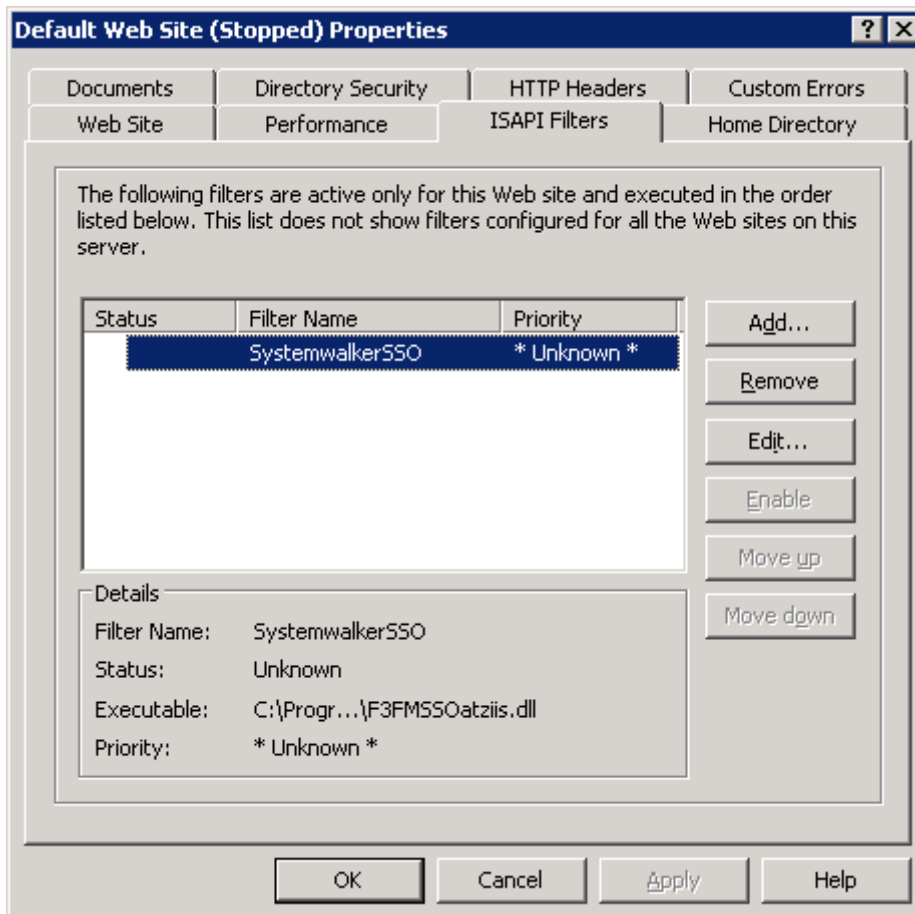 Default Web Site (Stopped) Properties
Documents Directory Security HTTP Headers Custom Errors
Web Site Performance ISAPI Filters Home Directory
The following filters are active only for this Web site and executed in the order
listed below. This list does not show filters configured for all the Web sites on this
server.
Status Filter Name Priority
SystemwalkerSSO * Unknown *
Add...
Remove
Edit...
Enable
Move up
Move down
Details
Filter Name: SystemwalkerSSO
Status: Unknown
Executable: C:\Progr...\F3FMSSOatziis.dll
Priority: * Unknown *
OK Cancel Apply Help